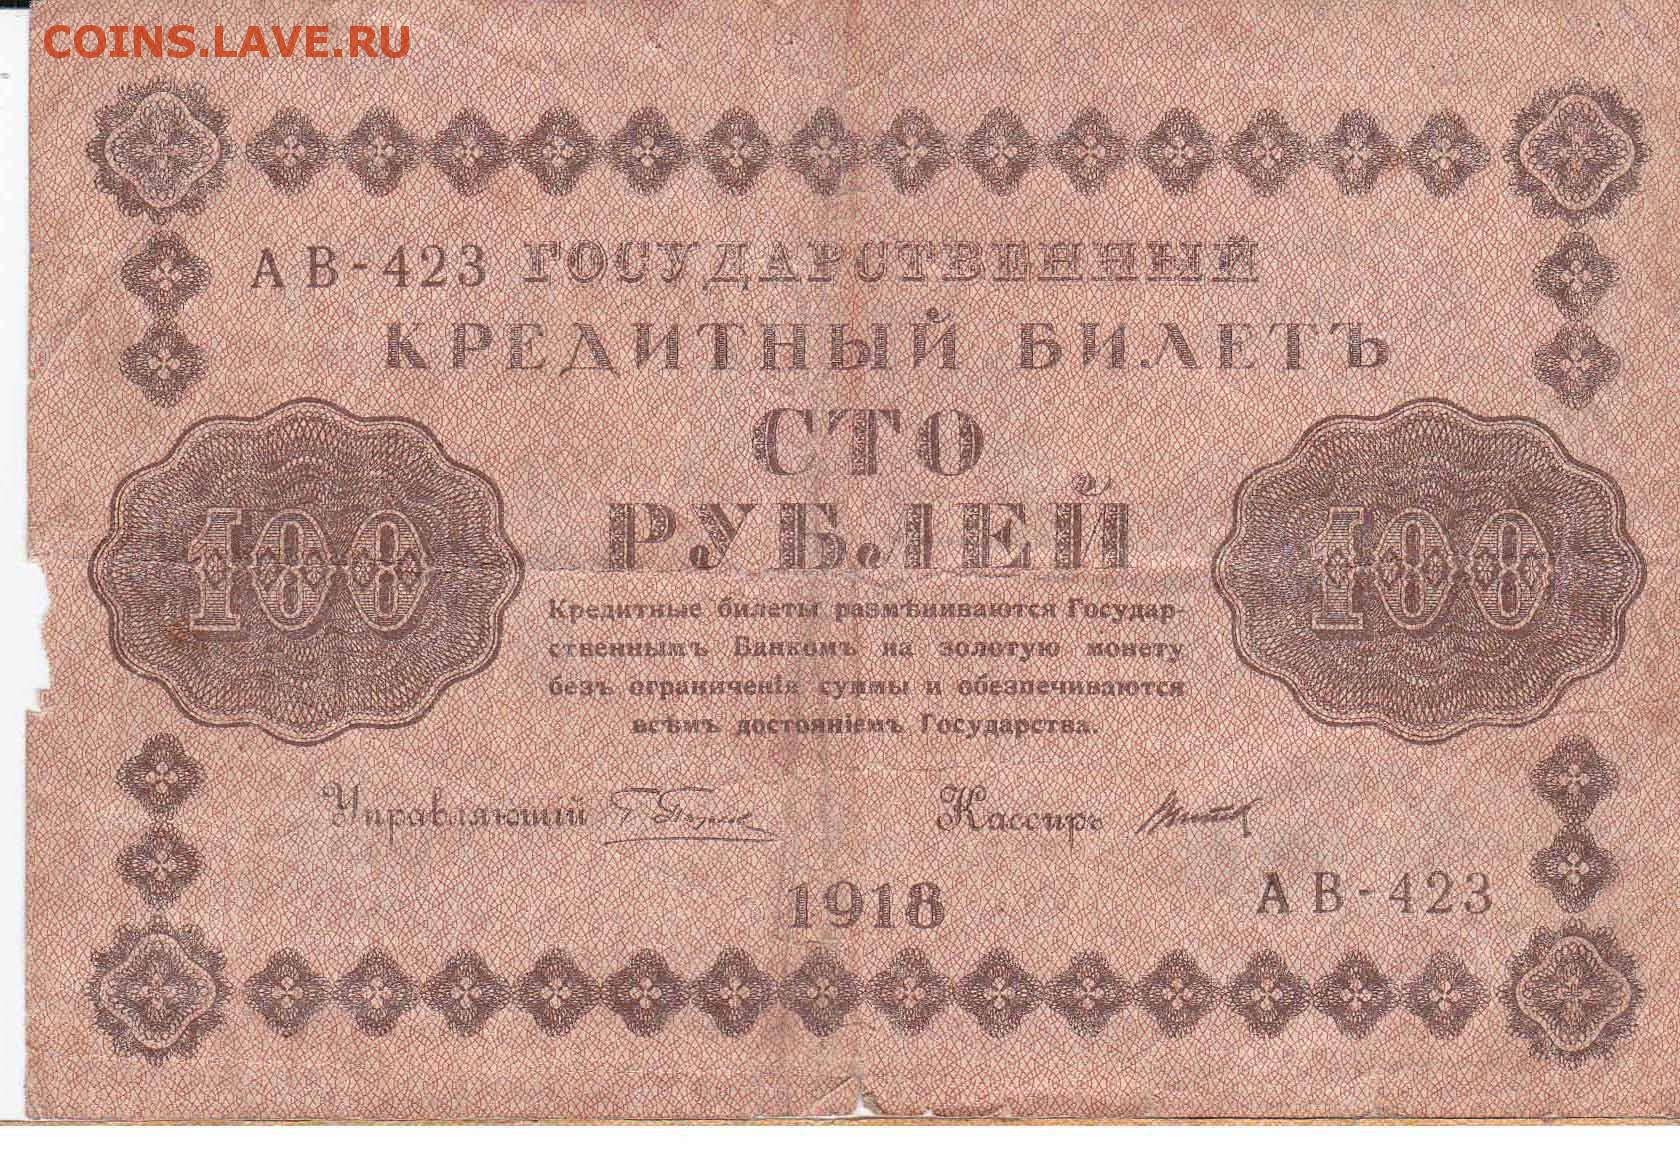 COINS.LAVE.RU
АВ-423 ГОСУДАРСТВЕННЫЙ
КРЕДИТНЫЙ БИЛЕТЪ
СТО
РУБЛЕЙ
100
100
Кредитные билеты размѣниваются Государ-
ственнымъ Банкомъ на золотую монету
безъ ограниченія суммы и обезпечиваются
всѣмъ достояніемъ Государства.
Управляющій
Кассиръ
1918
АВ-423